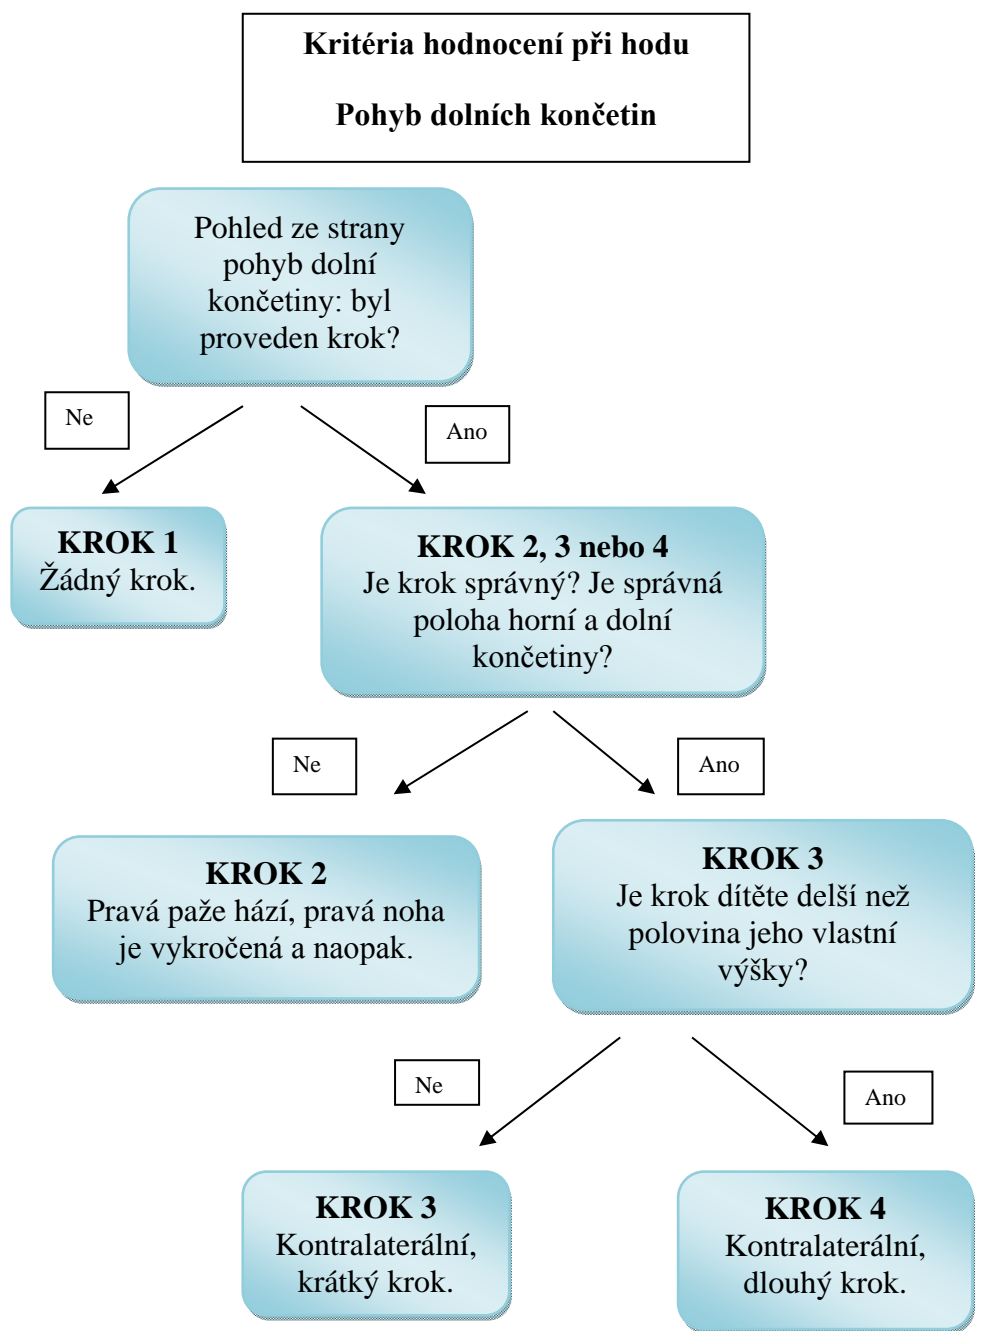 Kritéria hodnocení při hodu
Pohyb dolních končetin
Pohled ze strany
pohyb dolní
končetiny: byl
proveden krok?
Ne
Ano
KROK 1
Žádný krok.
KROK 2, 3 nebo 4
Je krok správný? Je správná
poloha horní a dolní
končetiny?
Ne
Ano
KROK 2
Pravá paže hází, pravá noha
je vykročená a naopak.
KROK 3
Je krok dítěte delší než
polovina jeho vlastní
výšky?
Ne
Ano
KROK 3
Kontralaterální,
krátký krok.
KROK 4
Kontralaterální,
dlouhý krok.